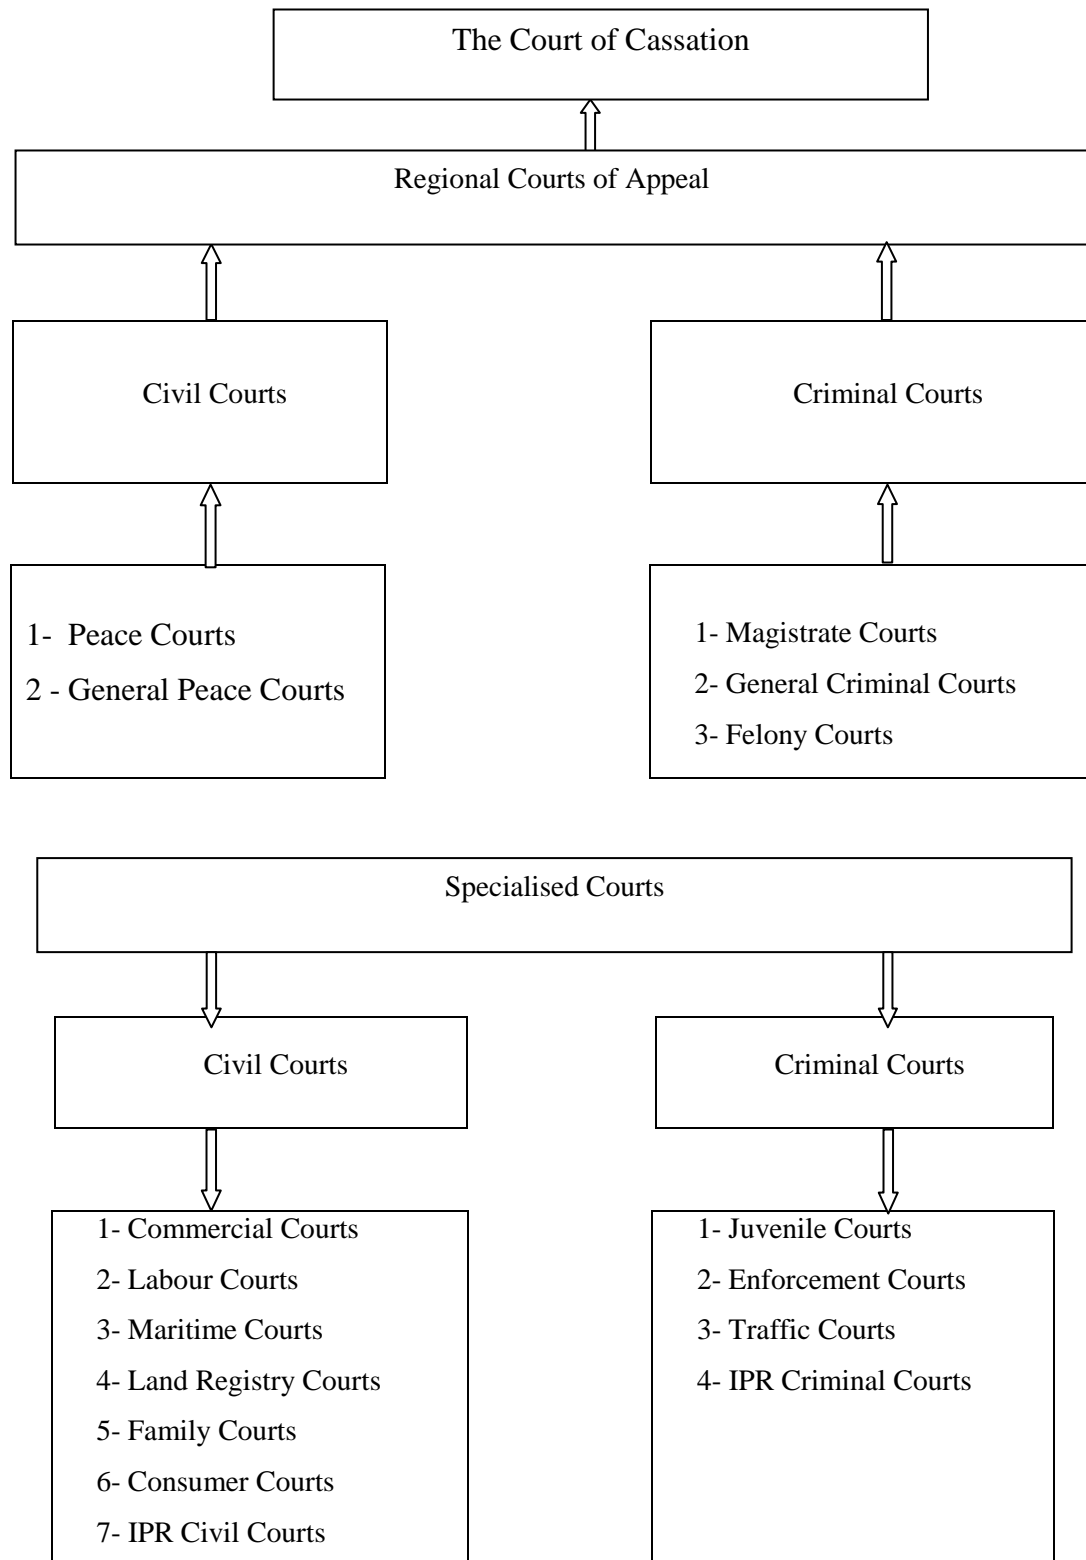 The Court of Cassation
Regional Courts of Appeal
Civil Courts
Criminal Courts
1- Peace Courts
2 - General Peace Courts
1- Magistrate Courts
2- General Criminal Courts
3- Felony Courts
Specialised Courts
Civil Courts
Criminal Courts
1- Commercial Courts
2- Labour Courts
3- Maritime Courts
4- Land Registry Courts
5- Family Courts
6- Consumer Courts
7- IPR Civil Courts
1- Juvenile Courts
2- Enforcement Courts
3- Traffic Courts
4- IPR Criminal Courts